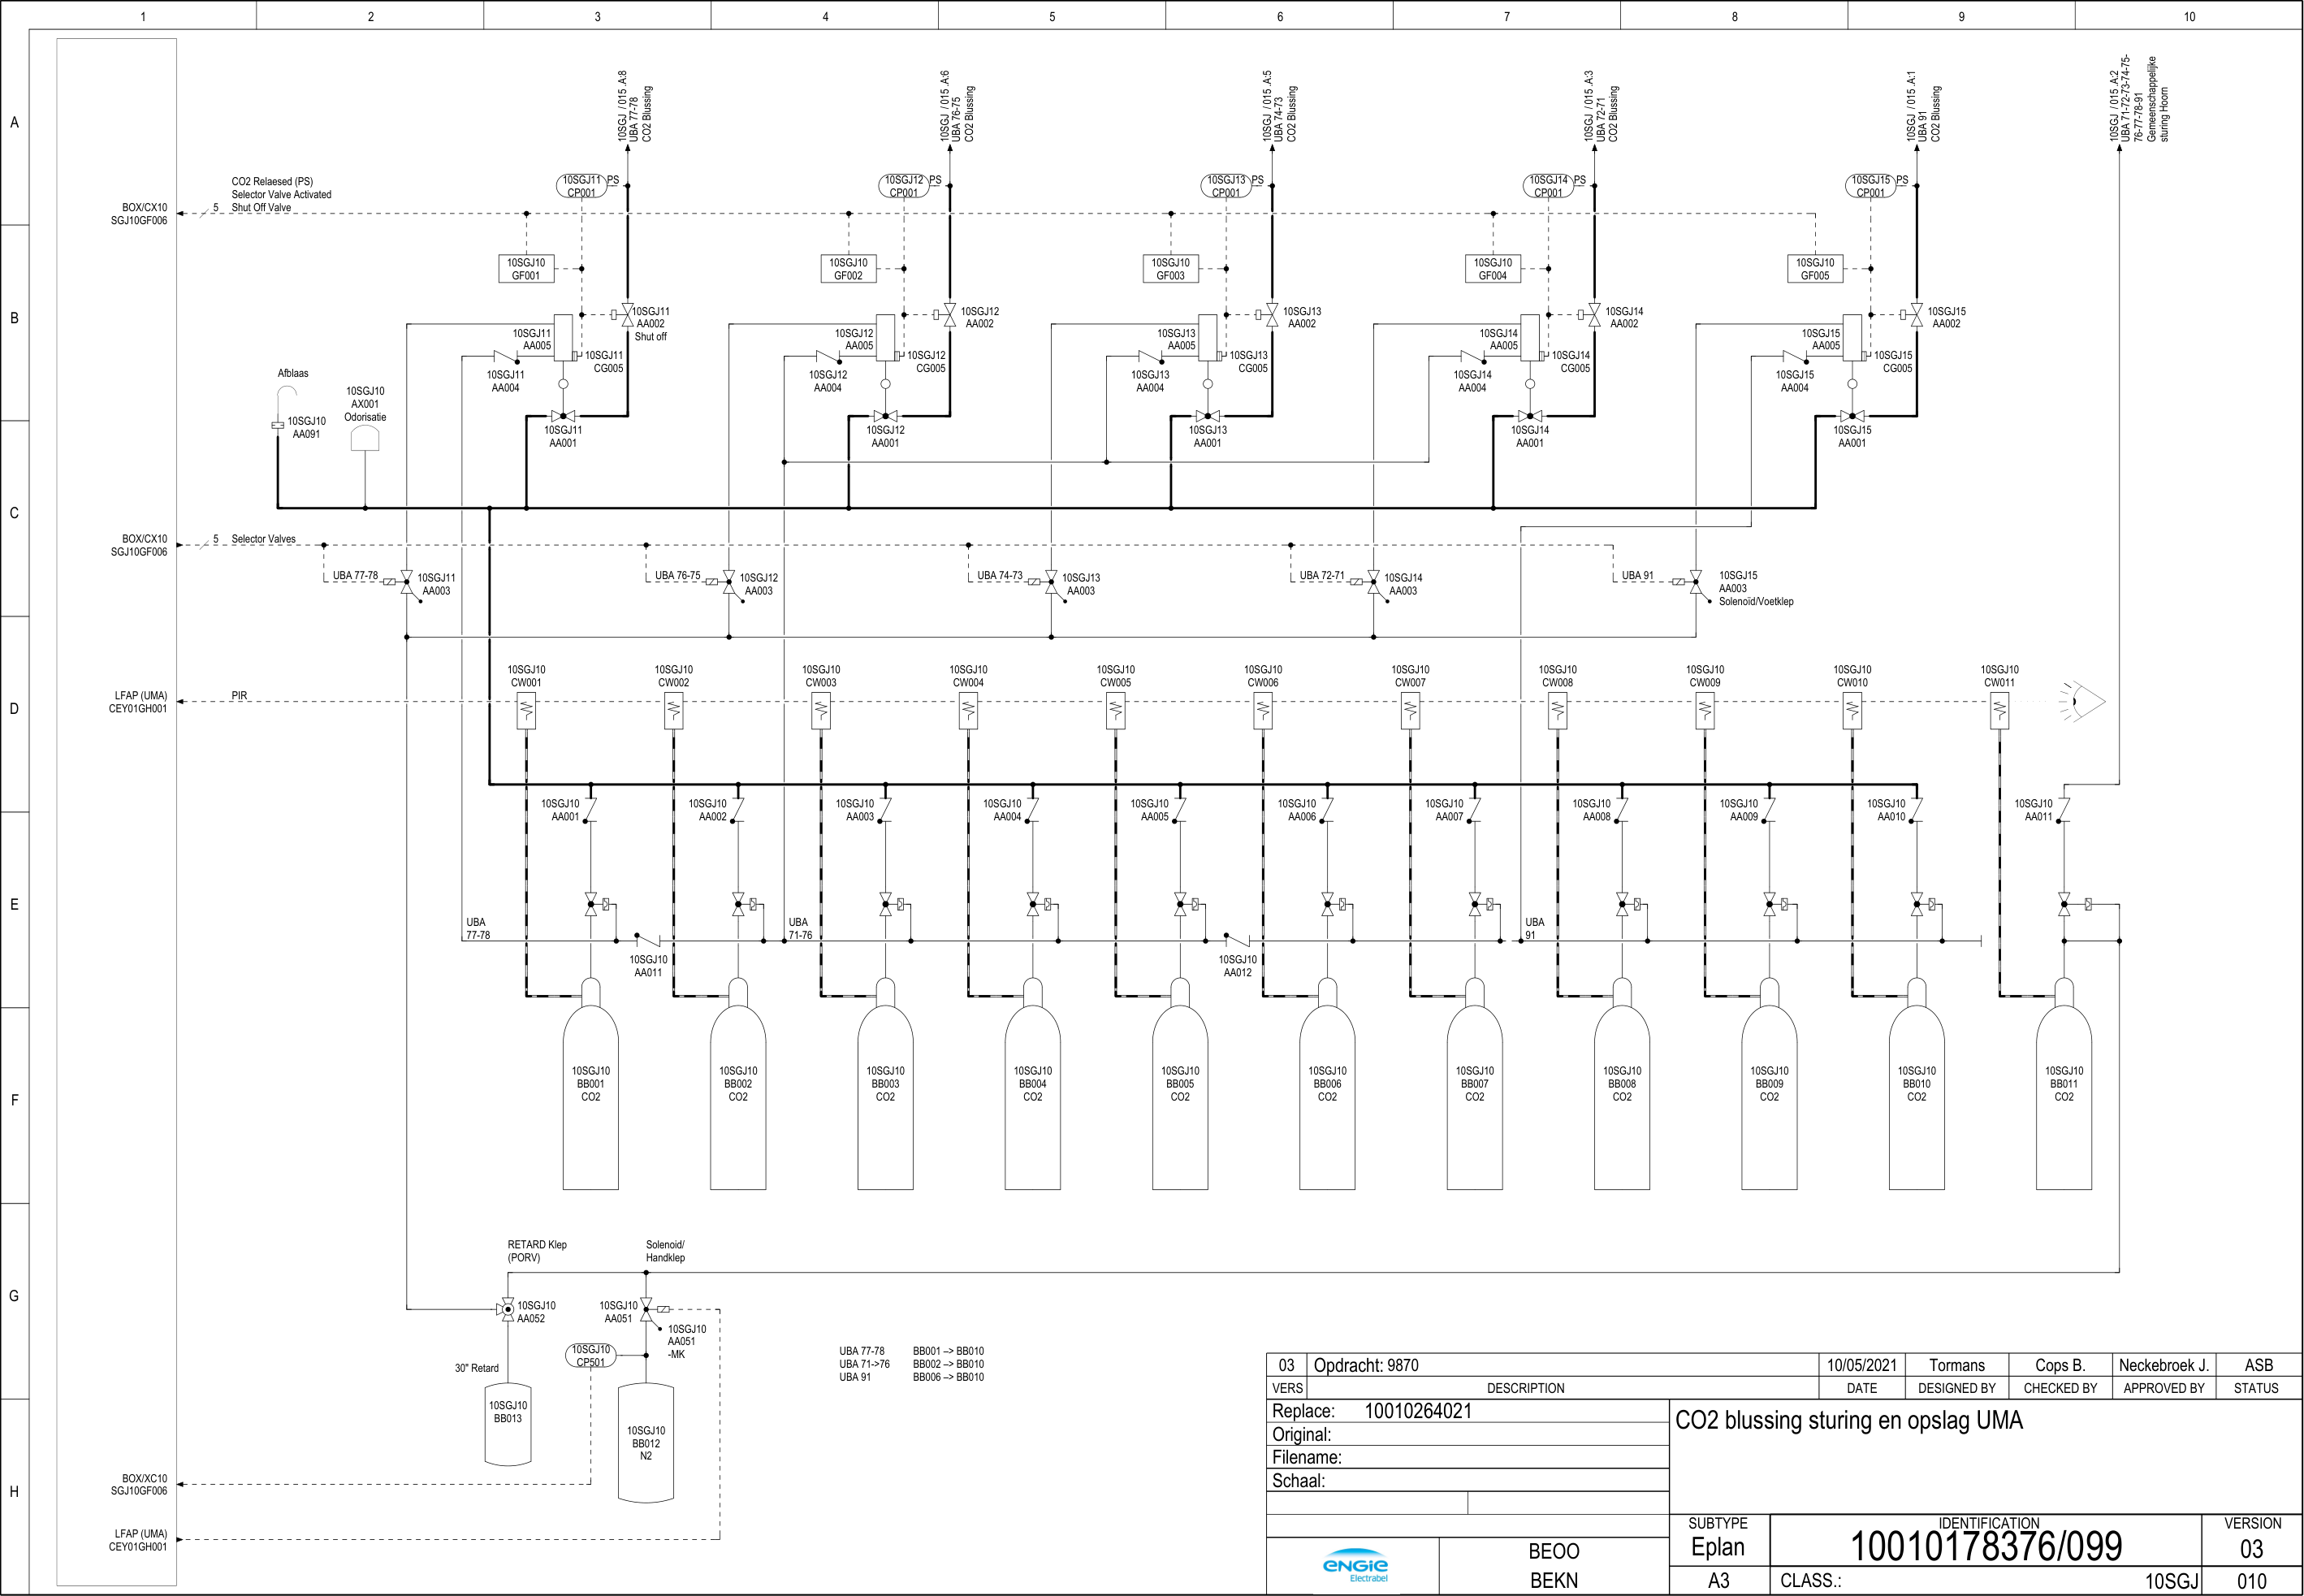 1 2 3 4 5 6 7 8 9 10
A
B
C
D
E
F
G
H
10SGJ / 015 .A:8
UBA 77-78
CO2 Blussing
10SGJ / 015 .A:6
UBA 76-75
CO2 Blussing
10SGJ / 015 .A:5
UBA 74-73
CO2 Blussing
10SGJ / 015 .A:3
UBA 72-71
CO2 Blussing
10SGJ / 015 .A:1
UBA 91
CO2 Blussing
10SGJ / 015 .A:2
UBA 71-72-73-74-75-
76-77-78-91
Gemeenschappelijke
sturing Hoorn
BOX/CX10
SGJ10GF006
5
CO2 Relaesed (PS)
Selector Valve Activated
Shut Off Valve
10SGJ11
CP001
PS
10SGJ12
CP001
PS
10SGJ13
CP001
PS
10SGJ14
CP001
PS
10SGJ15
CP001
PS
10SGJ10
GF001
10SGJ10
GF002
10SGJ10
GF003
10SGJ10
GF004
10SGJ10
GF005
10SGJ11
AA002
Shut off
10SGJ12
AA002
10SGJ13
AA002
10SGJ14
AA002
10SGJ15
AA002
10SGJ11
AA005
10SGJ12
AA005
10SGJ13
AA005
10SGJ14
AA005
10SGJ15
AA005
10SGJ11
CG005
10SGJ12
CG005
10SGJ13
CG005
10SGJ14
CG005
10SGJ15
CG005
10SGJ11
AA004
10SGJ12
AA004
10SGJ13
AA004
10SGJ14
AA004
10SGJ15
AA004
Afblaas
10SGJ10
AA091
10SGJ10
AX001
Odorisatie
10SGJ11
AA001
10SGJ12
AA001
10SGJ13
AA001
10SGJ14
AA001
10SGJ15
AA001
BOX/CX10
SGJ10GF006
5 Selector Valves
UBA 77-78
10SGJ11
AA003
UBA 76-75
10SGJ12
AA003
UBA 74-73
10SGJ13
AA003
UBA 72-71
10SGJ14
AA003
UBA 91
10SGJ15
AA003
Solenoïd/Voetklep
LFAP (UMA)
CEY01GH001
PIR
10SGJ10
CW001
10SGJ10
CW002
10SGJ10
CW003
10SGJ10
CW004
10SGJ10
CW005
10SGJ10
CW006
10SGJ10
CW007
10SGJ10
CW008
10SGJ10
CW009
10SGJ10
CW010
10SGJ10
CW011
10SGJ10
AA001
10SGJ10
AA002
10SGJ10
AA003
10SGJ10
AA004
10SGJ10
AA005
10SGJ10
AA006
10SGJ10
AA007
10SGJ10
AA008
10SGJ10
AA009
10SGJ10
AA010
10SGJ10
AA011
UBA
77-78
UBA
71-76
UBA
91
10SGJ10
AA011
10SGJ10
AA012
10SGJ10
BB001
CO2
10SGJ10
BB002
CO2
10SGJ10
BB003
CO2
10SGJ10
BB004
CO2
10SGJ10
BB005
CO2
10SGJ10
BB006
CO2
10SGJ10
BB007
CO2
10SGJ10
BB008
CO2
10SGJ10
BB009
CO2
10SGJ10
BB010
CO2
10SGJ10
BB011
CO2
RETARD Klep
(PORV)
Solenoid/
Handklep
10SGJ10
AA052
10SGJ10
AA051
10SGJ10
AA051
-MK
10SGJ10
CP501
30" Retard
10SGJ10
BB013
10SGJ10
BB012
N2
UBA 77-78 BB001 --> BB010
UBA 71->76 BB002 --> BB010
UBA 91 BB006 --> BB010
BOX/XC10
SGJ10GF006
LFAP (UMA)
CEY01GH001
03 Opdracht: 9870 10/05/2021 Tormans Cops B. Neckebroek J. ASB
VERS DESCRIPTION DATE DESIGNED BY CHECKED BY APPROVED BY STATUS
Replace: 10010264021
Original:
Filename:
Schaal:
CO2 blussing sturing en opslag UMA
ENGIE
Electrabel
BEOO
BEKN
SUBTYPE
Eplan
A3
IDENTIFICATION
10010178376/099
CLASS.: 10SGJ
VERSION
03
010